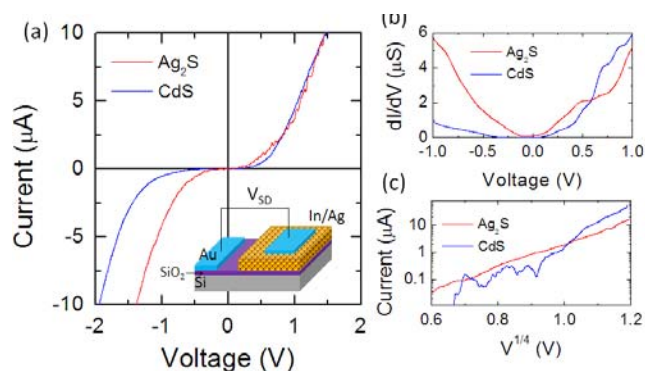 (a)
Ag₂S
CdS
10
5
0
-5
-10
Current (μA)
-2
-1
0
1
2
Voltage (V)
V_SD
In/Ag
Au
SiO₂
Si
(b)
Ag₂S
CdS
6
4
2
0
dI/dV (μS)
-1.0
-0.5
0.0
0.5
1.0
Voltage (V)
(c)
Ag₂S
CdS
10
1
0.1
Current (μA)
0.6
0.8
1.0
1.2
V^1/4 (V)